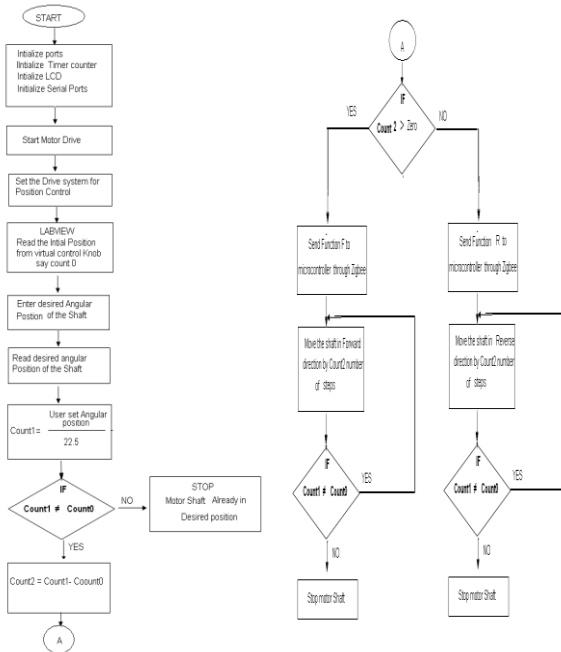 START
Intialize ports
IIntialize Timer counter
Intialize LCD
Initialize Serial Ports
Start Motor Drive
Set the Drive system for
Position Control
LABVIEW
Read the Intial Position
from virtual control Knob
say count 0
Enter desired Angular
Postion of the Shaft
Read desired angular
Position of the Shaft
User set Angular
position
Count1=
22.5
IF
Count1 ≠ Count0
NO
STOP
Motor Shaft Already in
Desired position
YES
Count2 = Count1- Coount0
A
A
IF
Count 2 > Zero
YES
NO
Send Function F to
microcontroller through Zigbee
Move the shaft in Forward
direction by Count2 number
of steps
IF
Count1 ≠ Count0
YES
NO
Stop motor Shaft
Send Function R to
microcontroller through Zigbee
Move the shaft in Reverse
direction by Count2 number
of steps
IF
Count1 ≠ Count0
YES
NO
Stop motor Shaft